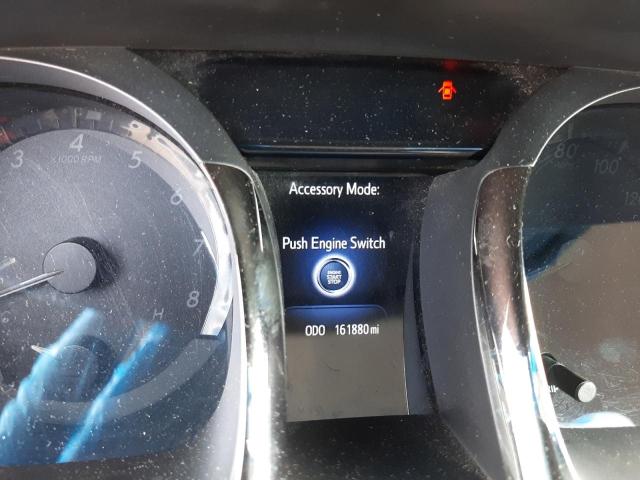 Accessory Mode:
Push Engine Switch
ENGINE
START
STOP
ODO 161880 mi
3 4 5 6 7 8
X1000 RPM
H
80 100